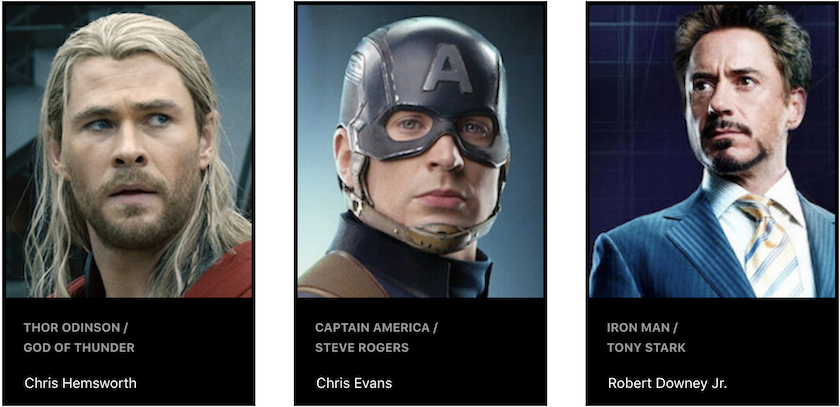 A
THOR ODINSON /
GOD OF THUNDER
Chris Hemsworth
CAPTAIN AMERICA /
STEVE ROGERS
Chris Evans
IRON MAN /
TONY STARK
Robert Downey Jr.